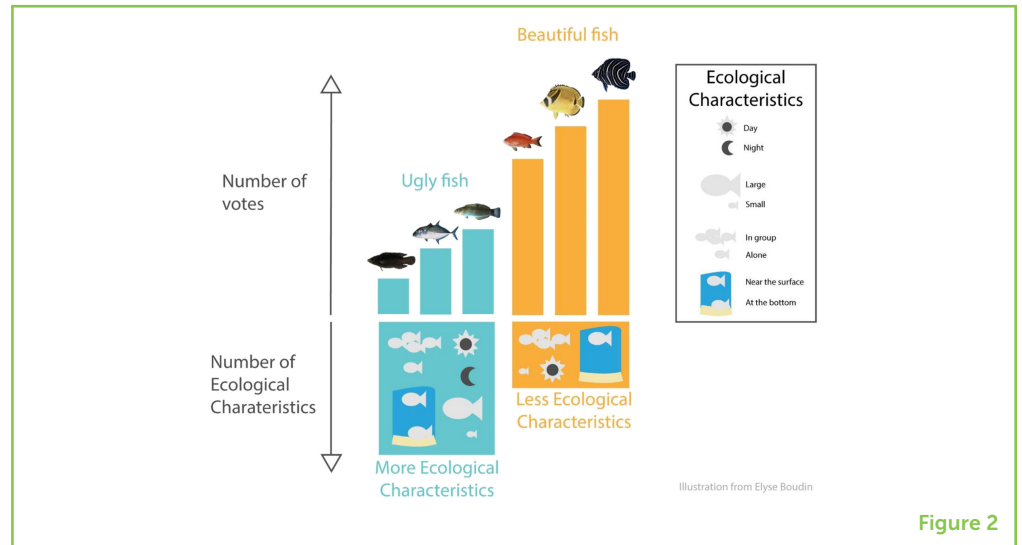 Beautiful fish
Ugly fish
Number of
votes
Number of
Ecological
Charateristics
More Ecological
Characteristics
Less Ecological
Characteristics
Ecological
Characteristics
Day
Night
Large
Small
In group
Alone
Near the surface
At the bottom
Illustration from Elyse Boudin
Figure 2